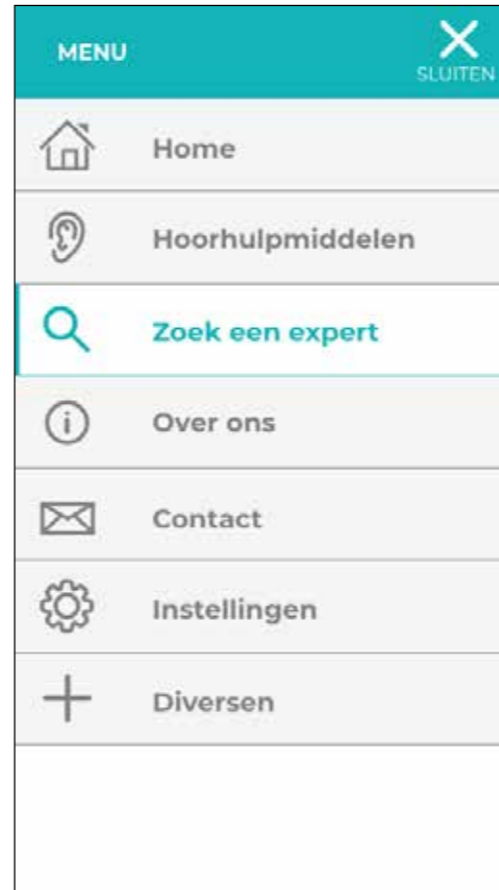 MENU
SLUITEN
Home
Hoorhulpmiddelen
Zoek een expert
Over ons
Contact
Instellingen
Diversen